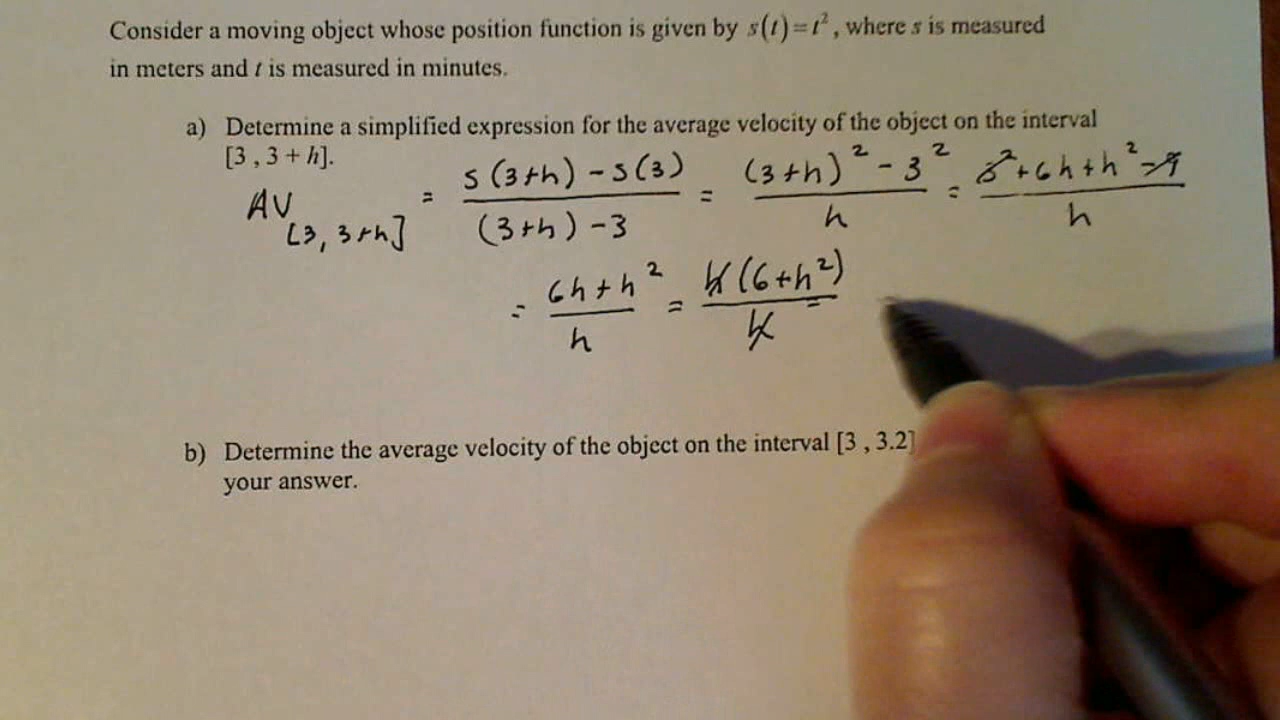 Consider a moving object whose position function is given by s(t)=t², where s is measured
in meters and t is measured in minutes.
a) Determine a simplified expression for the average velocity of the object on the interval
[3 , 3 + h].
AV [3, 3+h] = (s(3+h) - s(3))/((3+h) - 3) = ((3+h)² - 3²)/h = (3² + 6h + h² - 9)/h
= (6h + h²)/h = h(6+h²)/h =
b) Determine the average velocity of the object on the interval [3 , 3.2]
your answer.